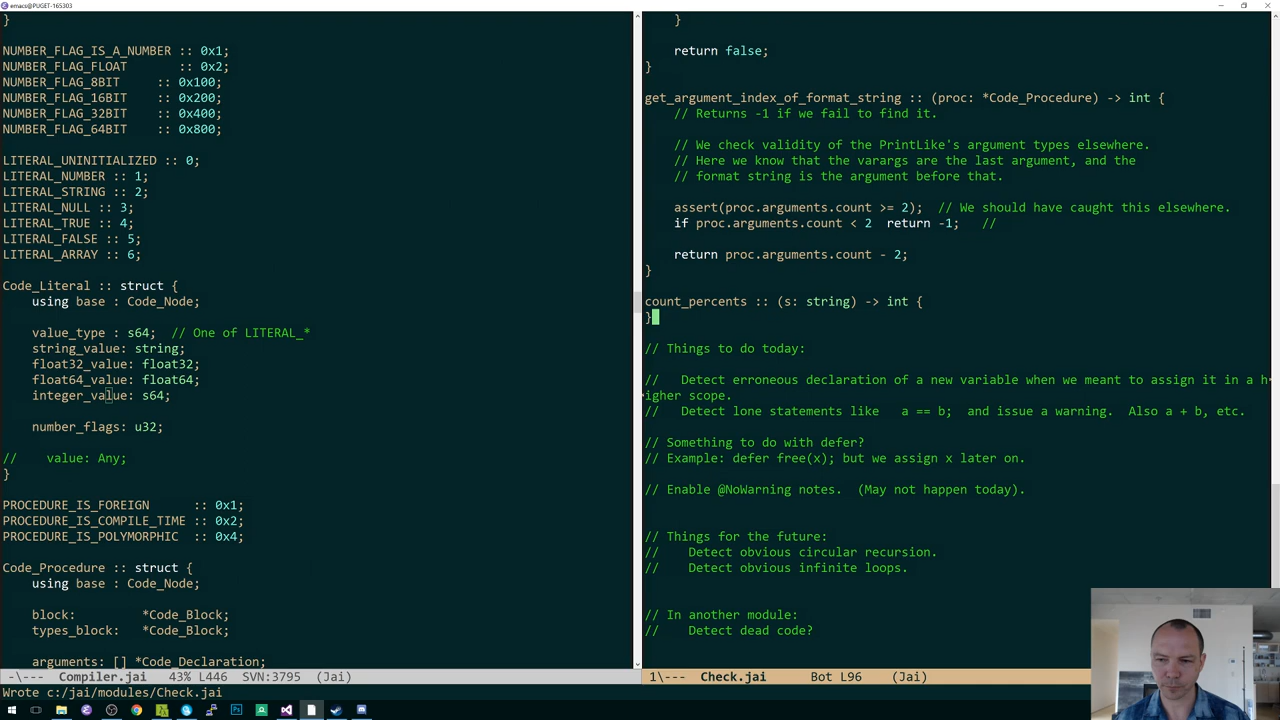 emacs@PUGET-165303
}
NUMBER_FLAG_IS_A_NUMBER :: 0x1;
NUMBER_FLAG_FLOAT       :: 0x2;
NUMBER_FLAG_8BIT     :: 0x100;
NUMBER_FLAG_16BIT    :: 0x200;
NUMBER_FLAG_32BIT    :: 0x400;
NUMBER_FLAG_64BIT    :: 0x800;
LITERAL_UNINITIALIZED :: 0;
LITERAL_NUMBER :: 1;
LITERAL_STRING :: 2;
LITERAL_NULL :: 3;
LITERAL_TRUE :: 4;
LITERAL_FALSE :: 5;
LITERAL_ARRAY :: 6;
Code_Literal :: struct {
    using base : Code_Node;
    value_type : s64;  // One of LITERAL_*
    string_value: string;
    float32_value: float32;
    float64_value: float64;
    integer_value: s64;
    number_flags: u32;
//    value: Any;
}
PROCEDURE_IS_FOREIGN      :: 0x1;
PROCEDURE_IS_COMPILE_TIME :: 0x2;
PROCEDURE_IS_POLYMORPHIC  :: 0x4;
Code_Procedure :: struct {
    using base : Code_Node;
    block:         *Code_Block;
    types_block:   *Code_Block;
    arguments: [] *Code_Declaration;
-\---  Compiler.jai   43% L446   SVN:3795   (Jai)
    }
    return false;
}
get_argument_index_of_format_string :: (proc: *Code_Procedure) -> int {
    // Returns -1 if we fail to find it.
    // We check validity of the PrintLike's argument types elsewhere.
    // Here we know that the varargs are the last argument, and the
    // format string is the argument before that.
    assert(proc.arguments.count >= 2);  // We should have caught this elsewhere.
    if proc.arguments.count < 2  return -1;   //
    return proc.arguments.count - 2;
}
count_percents :: (s: string) -> int {
}
// Things to do today:
//   Detect erroneous declaration of a new variable when we meant to assign it in a h
igher scope.
//   Detect lone statements like   a == b;  and issue a warning.  Also a + b, etc.
// Something to do with defer?
// Example: defer free(x); but we assign x later on.
// Enable @NoWarning notes.  (May not happen today).
// Things for the future:
//    Detect obvious circular recursion.
//    Detect obvious infinite loops.
// In another module:
//    Detect dead code?
1\---  Check.jai      Bot L96    (Jai)
Wrote c:/jai/modules/Check.jai